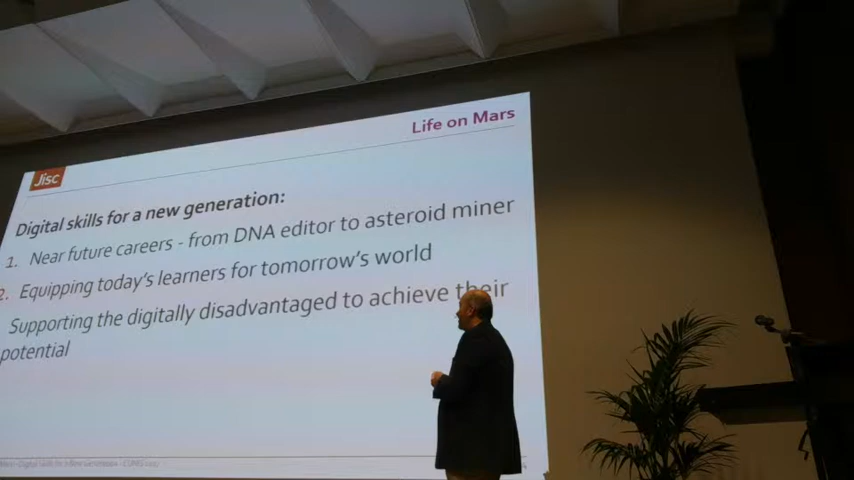 Life on Mars
Jisc
Digital skills for a new generation:
1. Near future careers - from DNA editor to asteroid miner
2. Equipping today's learners for tomorrow's world
Supporting the digitally disadvantaged to achieve their
potential